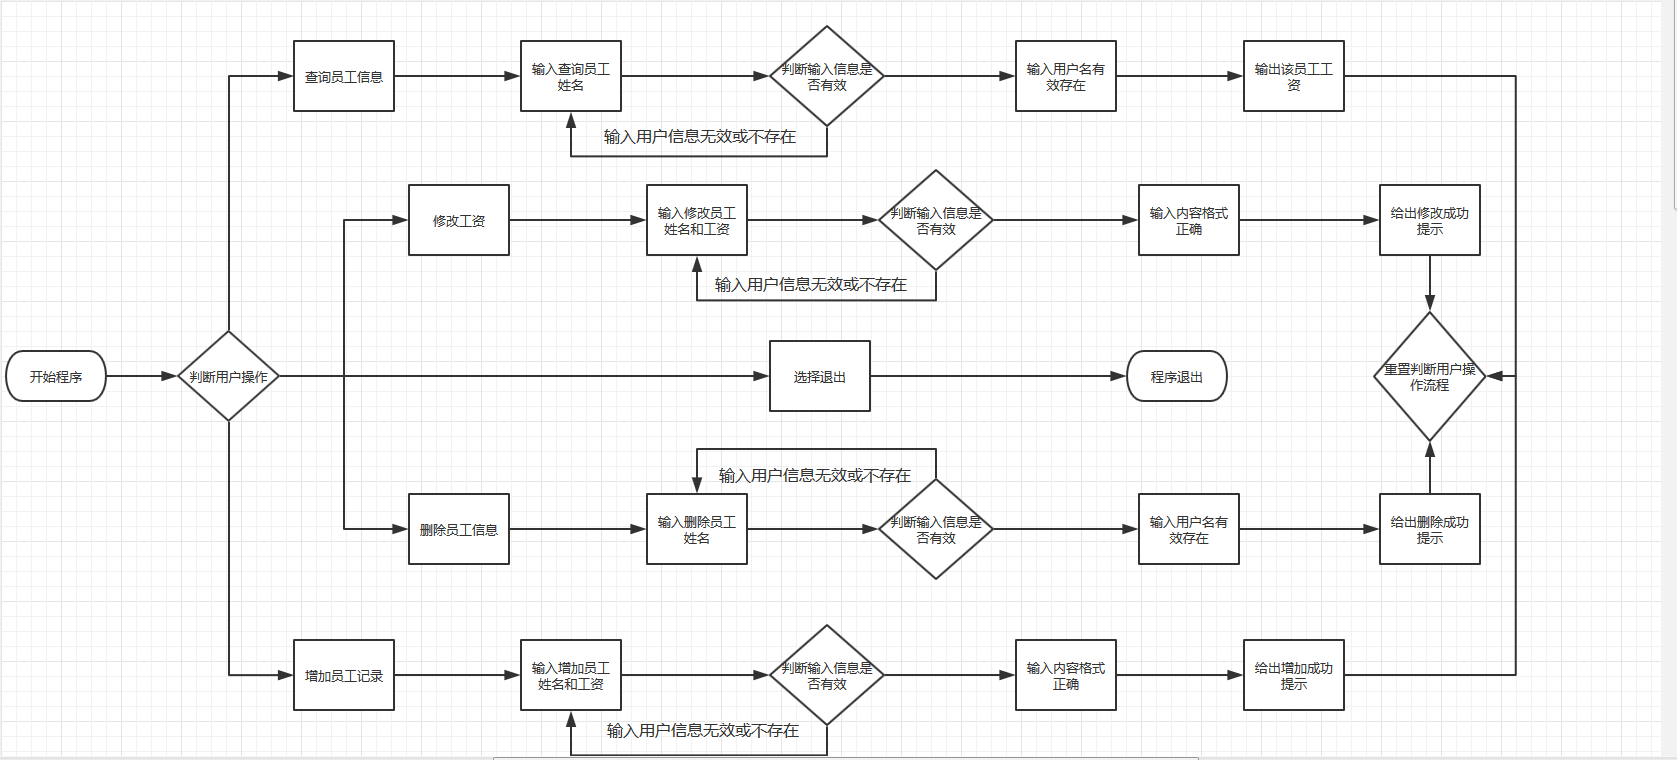 查询员工信息
输入查询员工
姓名
判断输入信息是
否有效
输入用户名有
效存在
输出该员工工
资
输入用户信息无效或不存在
修改工资
输入修改员工
姓名和工资
判断输入信息是
否有效
输入内容格式
正确
给出修改成功
提示
输入用户信息无效或不存在
开始程序
判断用户操作
选择退出
程序退出
重置判断用户操
作流程
输入用户信息无效或不存在
删除员工信息
输入删除员工
姓名
判断输入信息是
否有效
输入用户名有
效存在
给出删除成功
提示
增加员工记录
输入增加员工
姓名和工资
判断输入信息是
否有效
输入内容格式
正确
给出增加成功
提示
输入用户信息无效或不存在